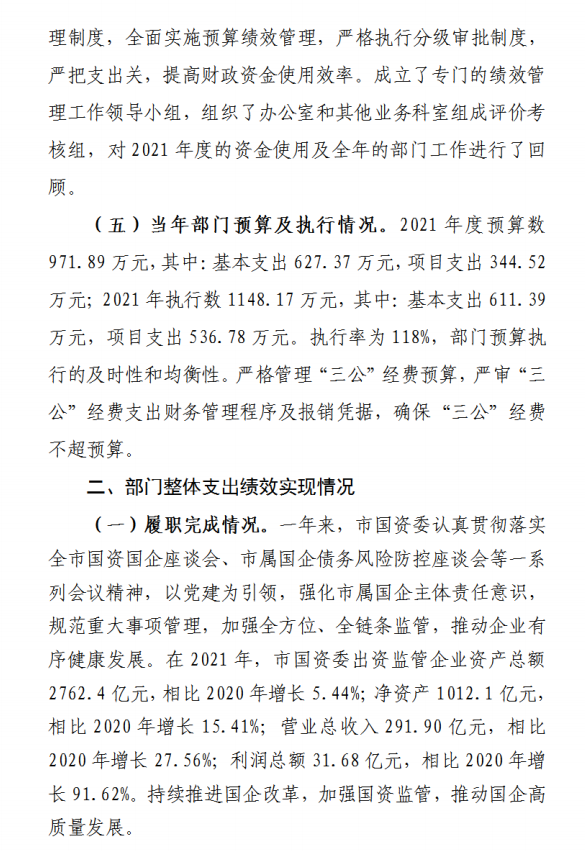 理制度，全面实施预算绩效管理，严格执行分级审批制度，
严把支出关，提高财政资金使用效率。成立了专门的绩效管
理工作领导小组，组织了办公室和其他业务科室组成评价考
核组，对 2021 年度的资金使用及全年的部门工作进行了回
顾。
（五）当年部门预算及执行情况。2021 年度预算数
971.89 万元,其中:基本支出 627.37 万元,项目支出 344.52
万元；2021 年执行数 1148.17 万元，其中：基本支出 611.39
万元，项目支出 536.78 万元。执行率为 118%，部门预算执
行的及时性和均衡性。严格管理“三公”经费预算,严审“三
公”经费支出财务管理程序及报销凭据，确保“三公”经费
不超预算。
二、部门整体支出绩效实现情况
（一）履职完成情况。一年来，市国资委认真贯彻落实
全市国资国企座谈会、市属国企债务风险防控座谈会等一系
列会议精神，以党建为引领，强化市属国企主体责任意识，
规范重大事项管理，加强全方位、全链条监管，推动企业有
序健康发展。在 2021 年，市国资委出资监管企业资产总额
2762.4 亿元,相比 2020 年增长 5.44%；净资产 1012.1 亿元,
相比 2020 年增长 15.41%；营业总收入 291.90 亿元，相比
2020 年增长 27.56%；利润总额 31.68 亿元，相比 2020 年增
长 91.62%。持续推进国企改革，加强国资监管，推动国企高
质量发展。